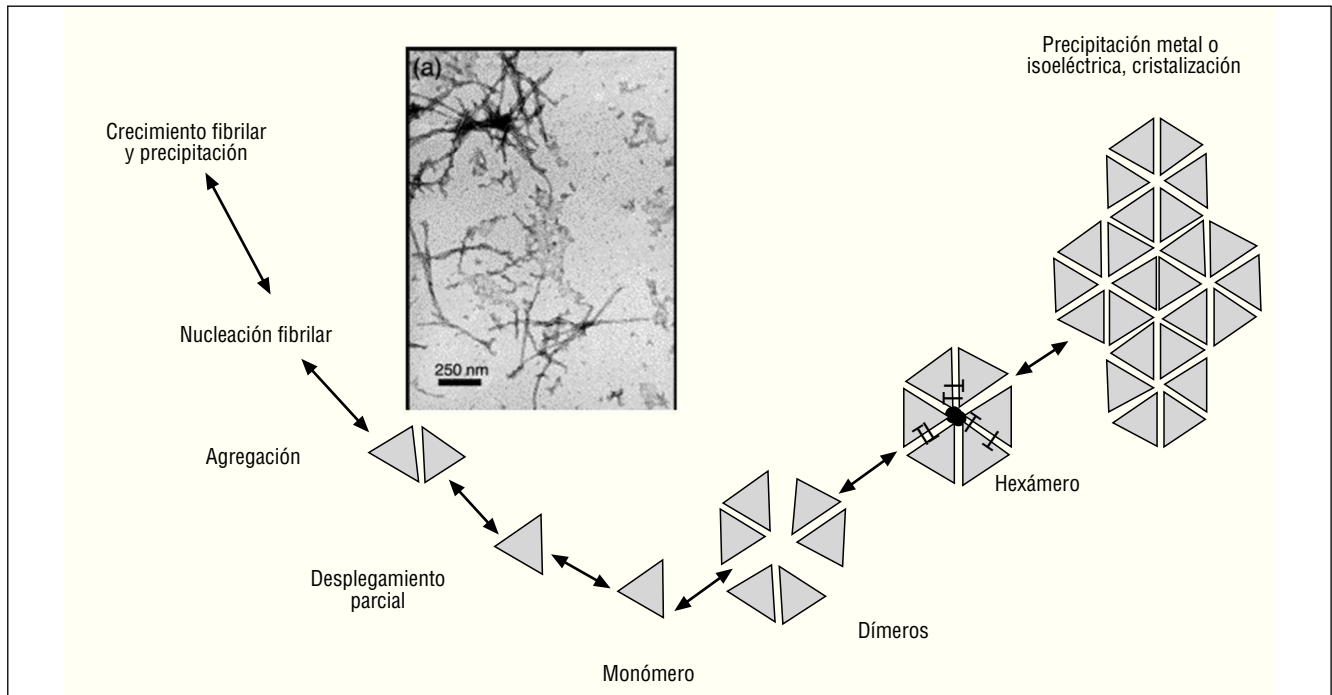 Precipitación metal o
isoeléctrica, cristalización
(a)
Crecimiento fibrilar
y precipitación
Nucleación fibrilar
250 nm
Agregación
Hexámero
Desplegamiento
parcial
Dímeros
Monómero